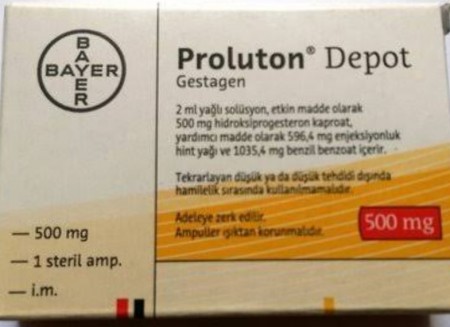 BAYER
BAYER
Proluton® Depot
Gestagen
2 ml yağlı solüsyon, etkin madde olarak
500 mg hidroksiprogesteron kaproat,
yardımcı madde olarak 596,4 mg enjeksiyonluk
hint yağı ve 1035,4 mg benzil benzoat içerir.
Tekrarlayan düşük ya da düşük tehdidi dışında
hamilelik sırasında kullanılmamalıdır.
Adeleye zerk edilir.
Ampuller ışıktan korunmalıdır.
500 mg
— 500 mg
— 1 steril amp.
— i.m.